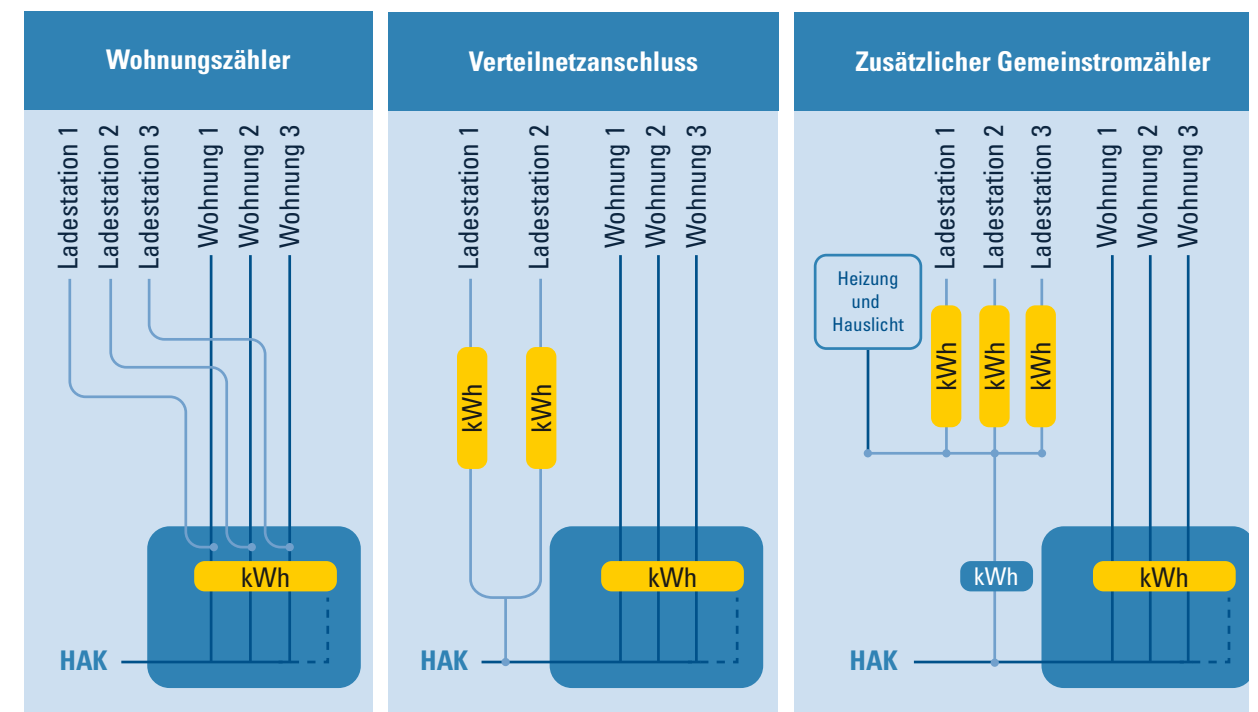 Wohnungszähler
Ladestation 1
Ladestation 2
Ladestation 3
Wohnung 1
Wohnung 2
Wohnung 3
kWh
HAK
Verteilnetzanschluss
Ladestation 1
Ladestation 2
Wohnung 1
Wohnung 2
Wohnung 3
kWh
kWh
kWh
HAK
Zusätzlicher Gemeinstromzähler
Ladestation 1
Ladestation 2
Ladestation 3
Wohnung 1
Wohnung 2
Wohnung 3
Heizung
und
Hauslicht
kWh
kWh
kWh
kWh
kWh
HAK